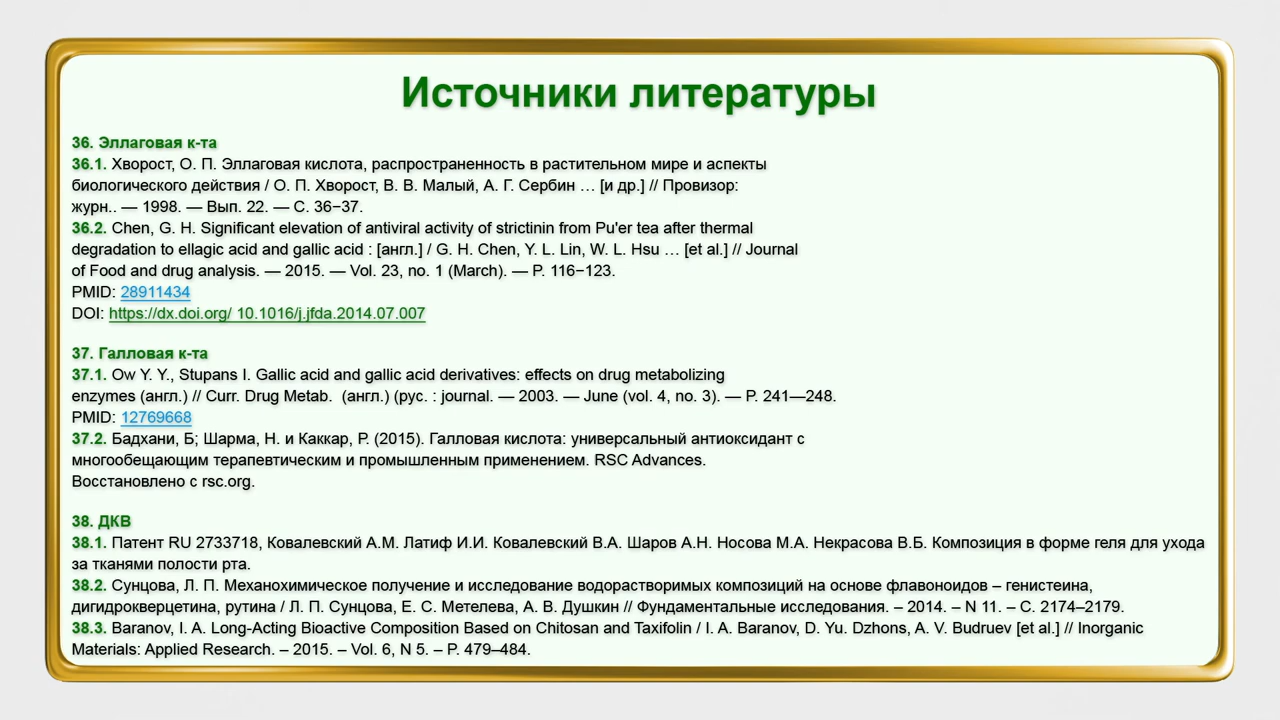 Источники литературы
36. Эллаговая к-та
36.1. Хворост, О. П. Эллаговая кислота, распространенность в растительном мире и аспекты
биологического действия / О. П. Хворост, В. В. Малый, А. Г. Сербин … [и др.] // Провизор:
журн.. — 1998. — Вып. 22. — С. 36−37.
36.2. Chen, G. H. Significant elevation of antiviral activity of strictinin from Pu'er tea after thermal
degradation to ellagic acid and gallic acid : [англ.] / G. H. Chen, Y. L. Lin, W. L. Hsu … [et al.] // Journal
of Food and drug analysis. — 2015. — Vol. 23, no. 1 (March). — P. 116−123.
PMID: 28911434
DOI: https://dx.doi.org/ 10.1016/j.jfda.2014.07.007
37. Галловая к-та
37.1. Ow Y. Y., Stupans I. Gallic acid and gallic acid derivatives: effects on drug metabolizing
enzymes (англ.) // Curr. Drug Metab.  (англ.) (рус. : journal. — 2003. — June (vol. 4, no. 3). — P. 241—248.
PMID: 12769668
37.2. Бадхани, Б; Шарма, Н. и Каккар, Р. (2015). Галловая кислота: универсальный антиоксидант с
многообещающим терапевтическим и промышленным применением. RSC Advances.
Восстановлено с rsc.org.
38. ДКВ
38.1. Патент RU 2733718, Ковалевский А.М. Латиф И.И. Ковалевский В.А. Шаров А.Н. Носова М.А. Некрасова В.Б. Композиция в форме геля для ухода
за тканями полости рта.
38.2. Сунцова, Л. П. Механохимическое получение и исследование водорастворимых композиций на основе флавоноидов – генистеина,
дигидрокверцетина, рутина / Л. П. Сунцова, Е. С. Метелева, А. В. Душкин // Фундаментальные исследования. – 2014. – N 11. – С. 2174–2179.
38.3. Baranov, I. A. Long-Acting Bioactive Composition Based on Chitosan and Taxifolin / I. A. Baranov, D. Yu. Dzhons, A. V. Budruev [et al.] // Inorganic
Materials: Applied Research. – 2015. – Vol. 6, N 5. – P. 479–484.